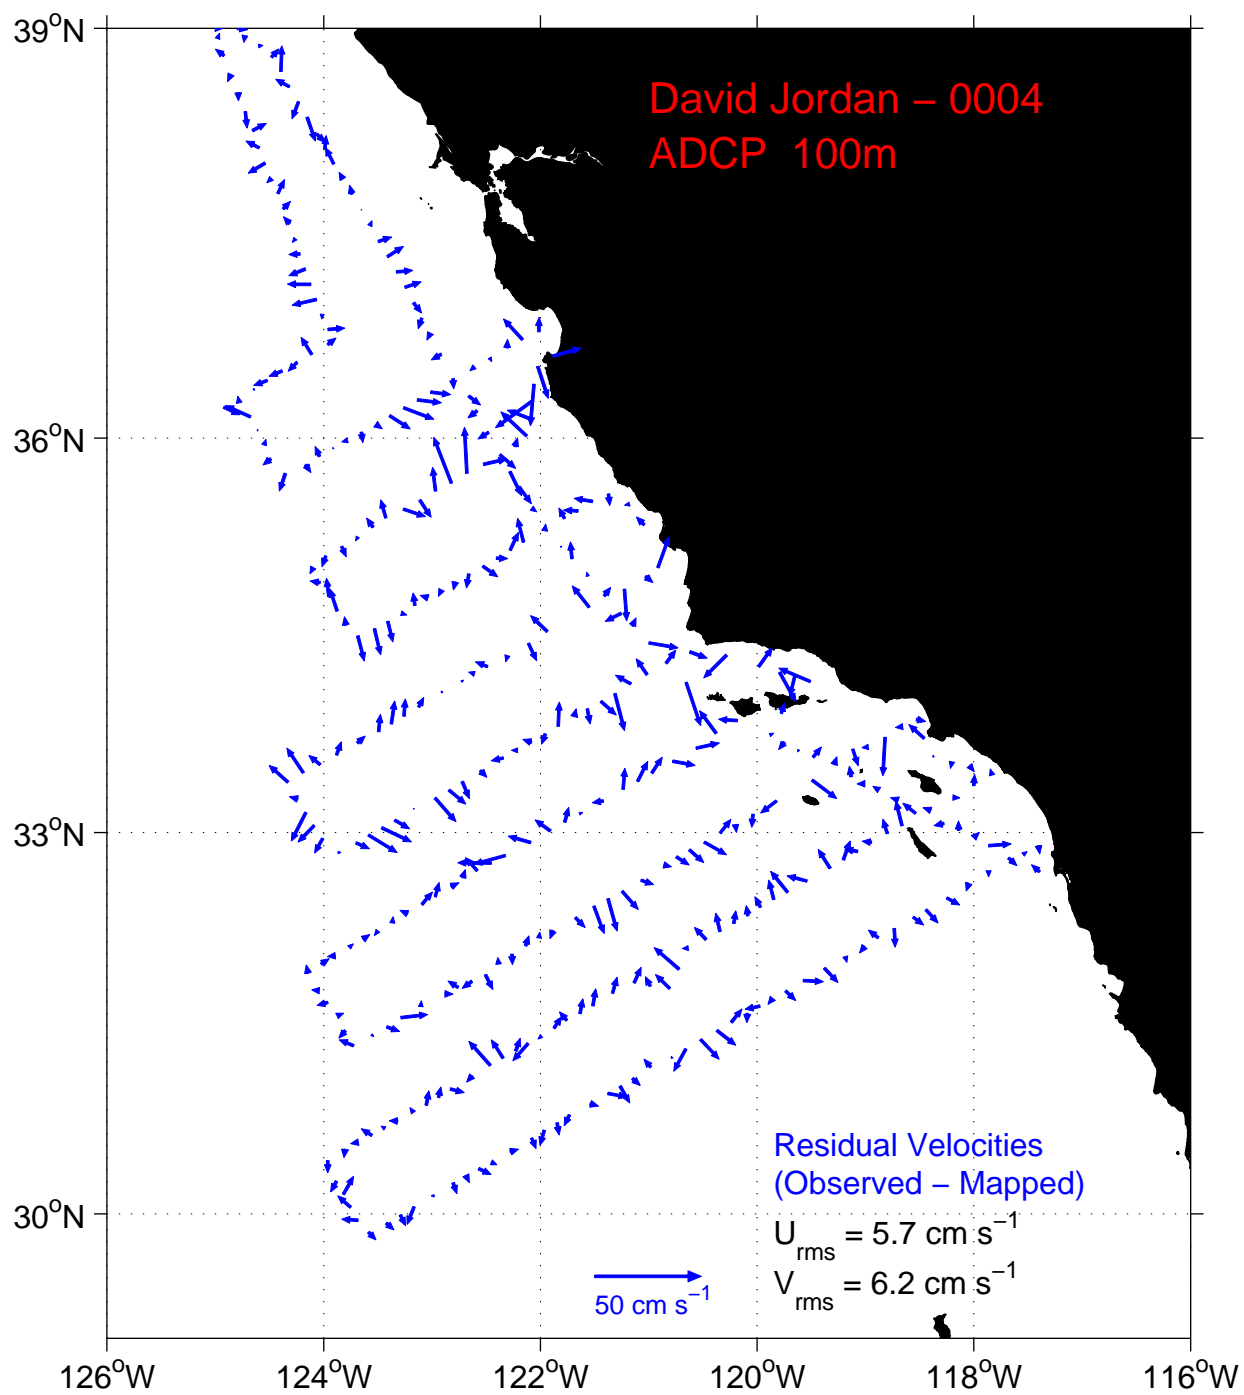 39°N
David Jordan – 0004
ADCP 100m
36°N
33°N
Residual Velocities
(Observed – Mapped)
30°N
U_rms = 5.7 cm s⁻¹
50 cm s⁻¹
V_rms = 6.2 cm s⁻¹
126°W 124°W 122°W 120°W 118°W 116°W